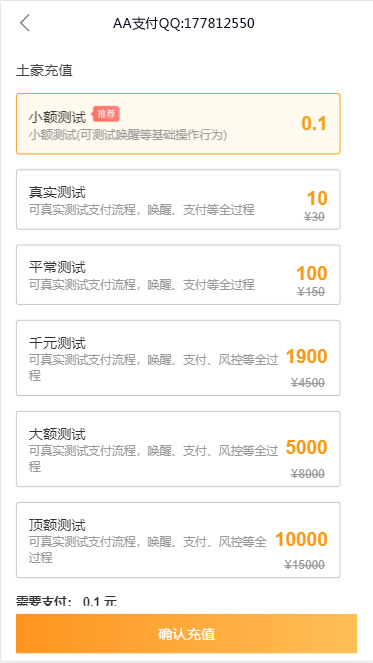 AA支付QQ:177812550
土豪充值
小额测试 推荐
小额测试(可测试唤醒等基础操作行为)
0.1
真实测试
可真实测试支付流程，唤醒、支付等全过程
10
¥30
平常测试
可真实测试支付流程，唤醒、支付等全过程
100
¥150
千元测试
可真实测试支付流程，唤醒、支付、风控等全过
程
1900
¥4500
大额测试
可真实测试支付流程，唤醒、支付、风控等全过
程
5000
¥8000
顶额测试
可真实测试支付流程，唤醒、支付、风控等全
过程
10000
¥15000
需要支付： 0.1 元
确认充值